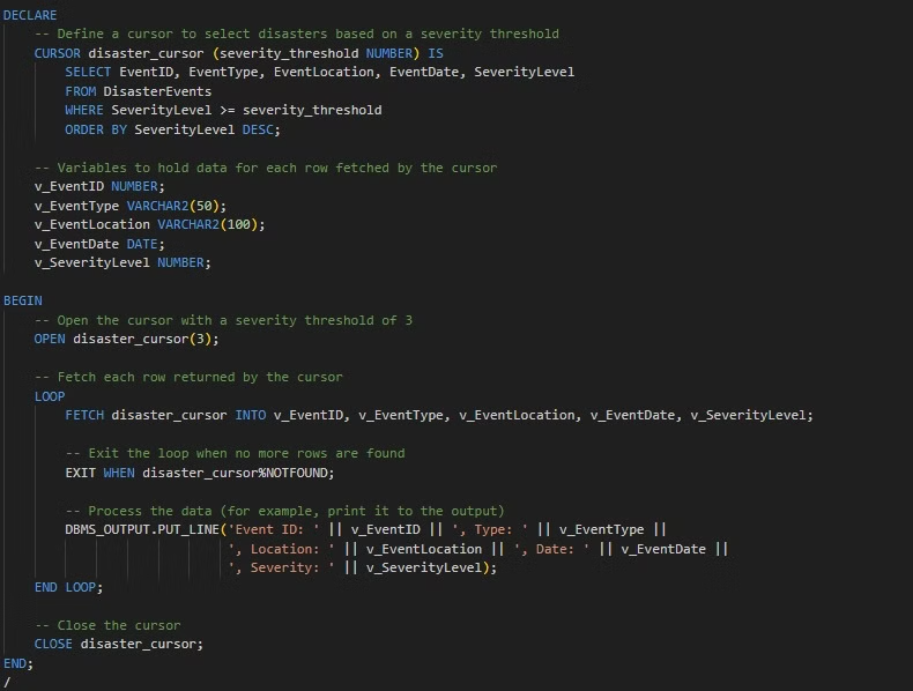 DECLARE
-- Define a cursor to select disasters based on a severity threshold
CURSOR disaster_cursor (severity_threshold NUMBER) IS
SELECT EventID, EventType, EventLocation, EventDate, SeverityLevel
FROM DisasterEvents
WHERE SeverityLevel >= severity_threshold
ORDER BY SeverityLevel DESC;
-- Variables to hold data for each row fetched by the cursor
v_EventID NUMBER;
v_EventType VARCHAR2(50);
v_EventLocation VARCHAR2(100);
v_EventDate DATE;
v_SeverityLevel NUMBER;
BEGIN
-- Open the cursor with a severity threshold of 3
OPEN disaster_cursor(3);
-- Fetch each row returned by the cursor
LOOP
FETCH disaster_cursor INTO v_EventID, v_EventType, v_EventLocation, v_EventDate, v_SeverityLevel;
-- Exit the loop when no more rows are found
EXIT WHEN disaster_cursor%NOTFOUND;
-- Process the data (for example, print it to the output)
DBMS_OUTPUT.PUT_LINE('Event ID: ' || v_EventID || ', Type: ' || v_EventType ||
', Location: ' || v_EventLocation || ', Date: ' || v_EventDate ||
', Severity: ' || v_SeverityLevel);
END LOOP;
-- Close the cursor
CLOSE disaster_cursor;
END;
/